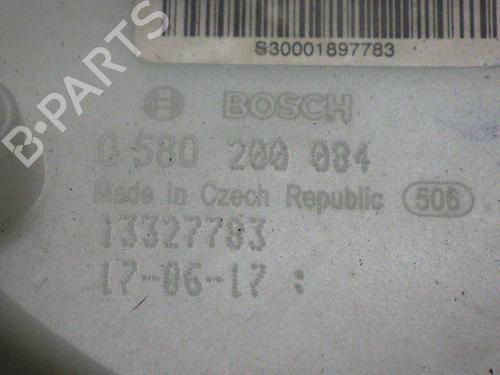 S30001897783
B-PARTS
BOSCH
0 580 200 084
Made in Czech Republic 506
13327783
17-06-17 :